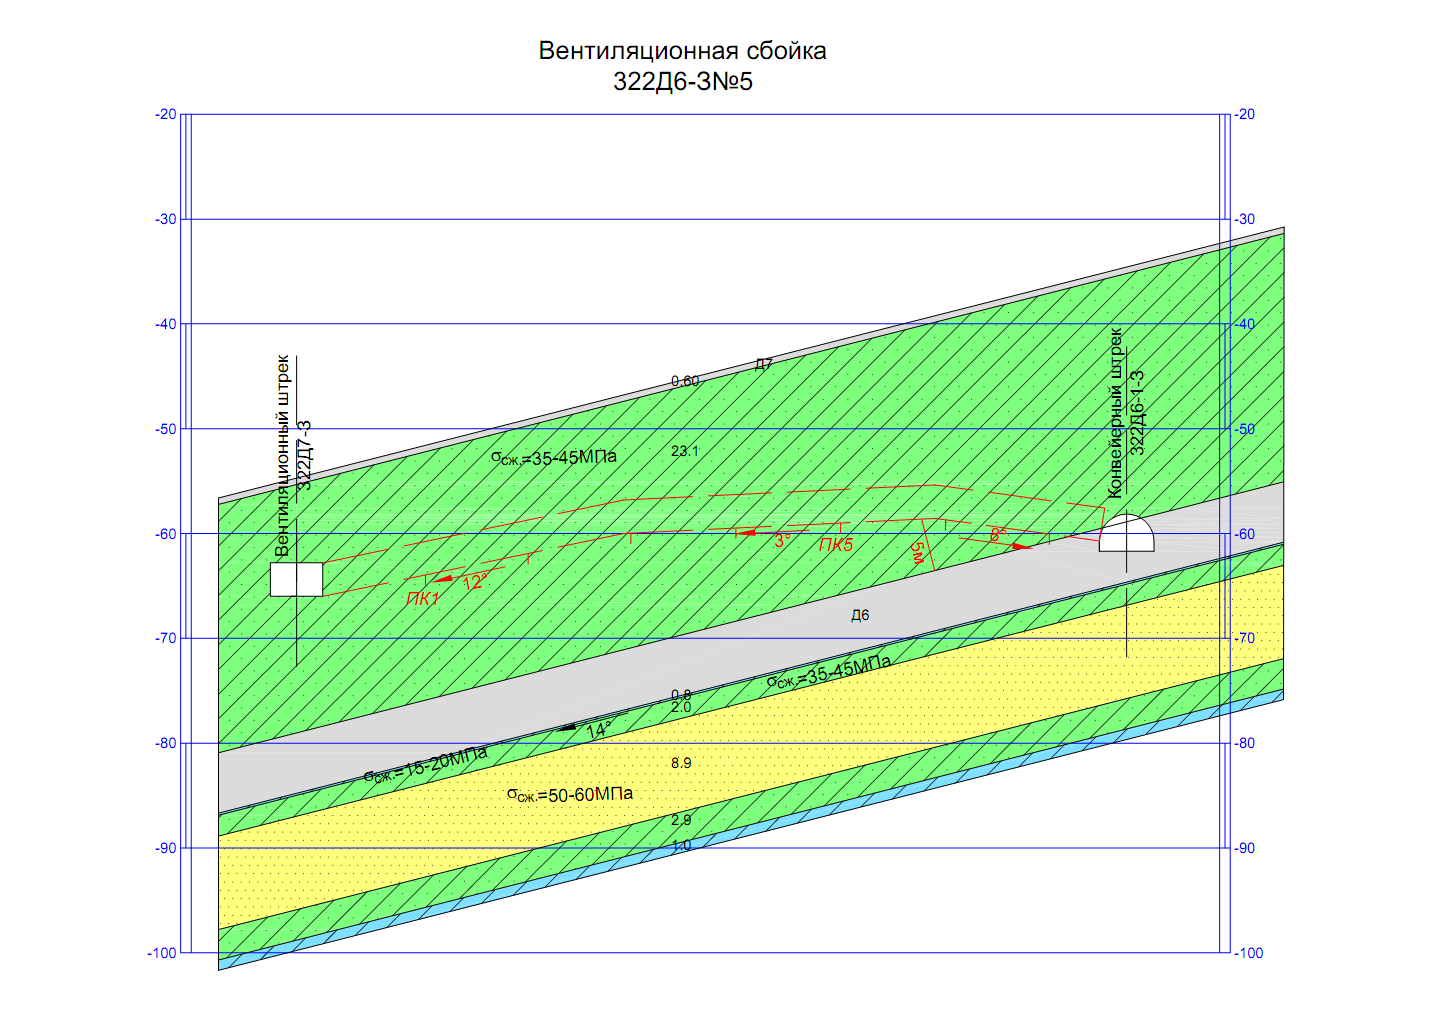 Вентиляционная сбойка
322Д6-З№5
-20
-20
-30
-30
-40
-40
Д7
0.60
Вентиляционный штрек
322Д7-3
Конвейерный штрек
322Д6-1-3
-50
-50
23.1
σсж.=35-45МПа
-60
-60
3°
ПК5
6°
5м
12°
ПК1
Д6
-70
-70
σсж.=35-45МПа
0.8
2.0
14°
-80
-80
σсж.=15-20МПа
8.9
σсж.=50-60МПа
2.9
1.0
-90
-90
-100
-100